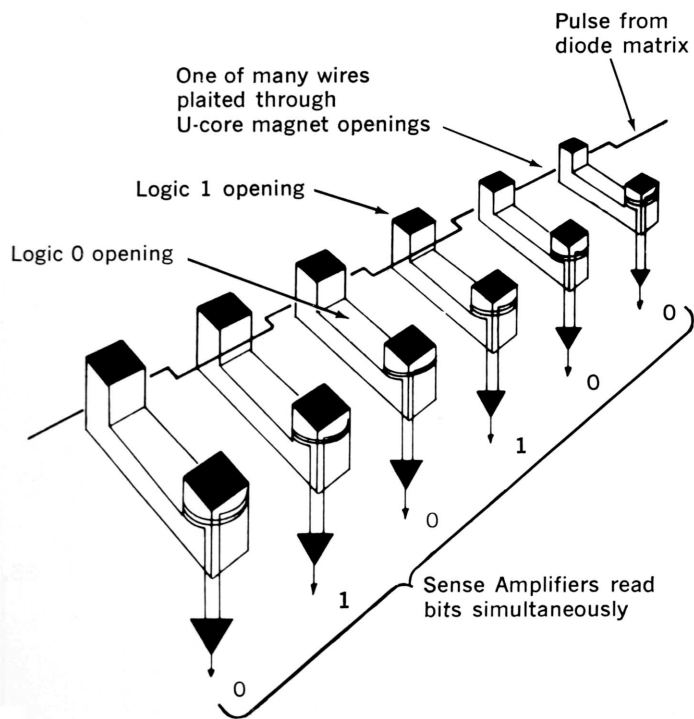 Pulse from
diode matrix
One of many wires
plaited through
U-core magnet openings
Logic 1 opening
Logic 0 opening
0
0
1
0
1
0
Sense Amplifiers read
bits simultaneously